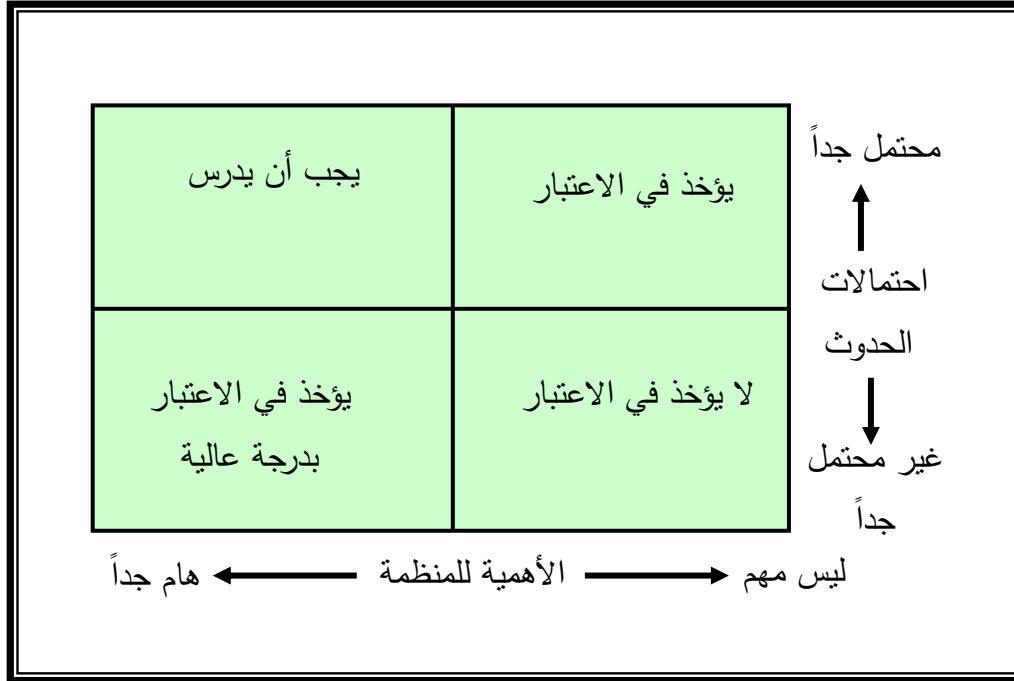 محتمل جداً
يؤخذ في الاعتبار
يجب أن يدرس
احتمالات
الحدوث
لا يؤخذ في الاعتبار
يؤخذ في الاعتبار
بدرجة عالية
غير محتمل
جداً
ليس مهم
الأهمية للمنظمة
هام جداً